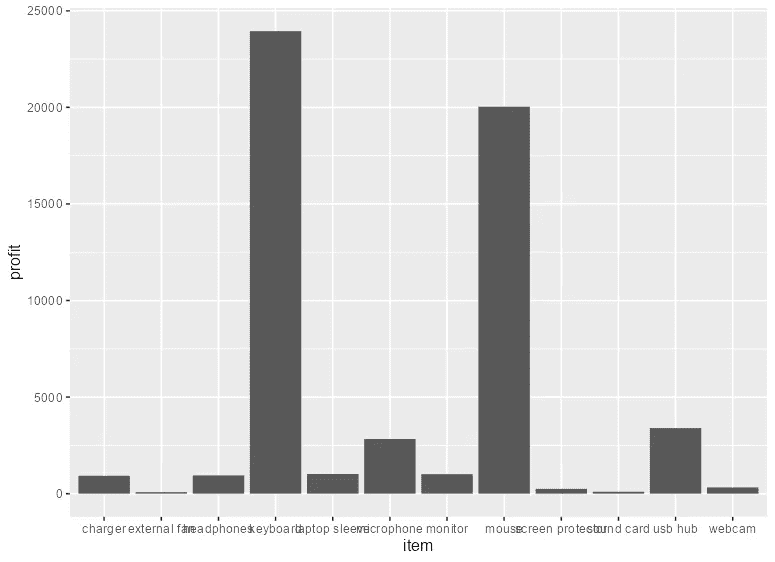 25000
20000
15000
10000
5000
0
profit
charger external fan headphones keyboard laptop sleeve microphone monitor mouse screen protector sound card usb hub webcam
item